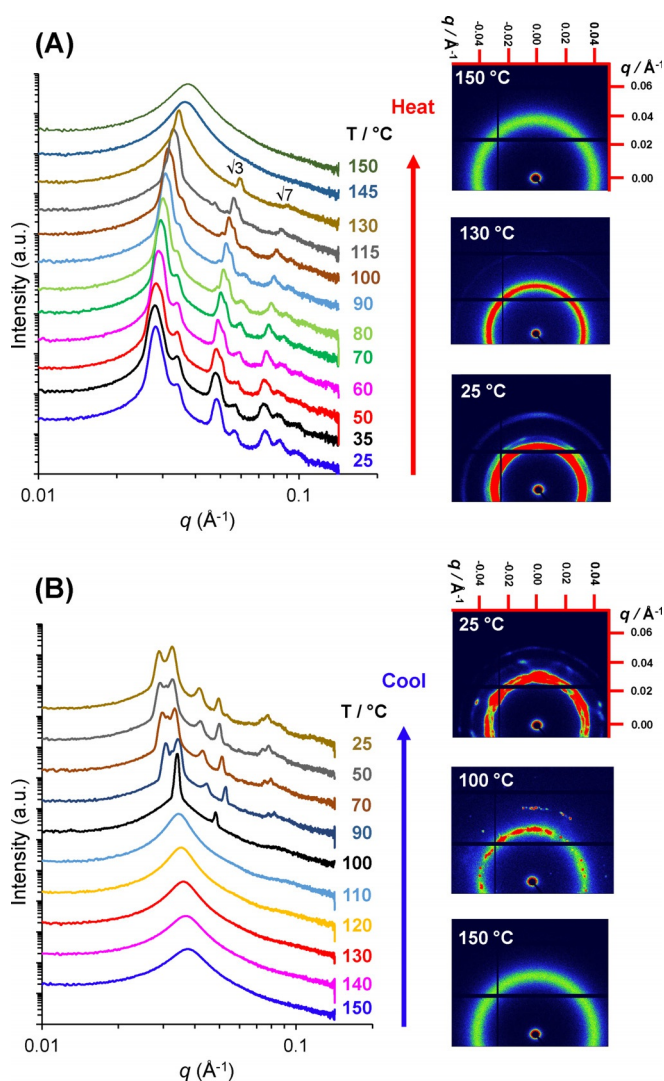 (A)
Intensity (a.u.)
√3
√7
T / °C
150
145
130
115
100
90
80
70
60
50
35
25
0.01
0.1
q (Å-1)
Heat
q / Å-1
-0.04
-0.02
0.00
0.02
0.04
q / Å-1
0.06
0.04
0.02
0.00
150 °C
130 °C
25 °C
(B)
Intensity (a.u.)
T / °C
25
50
70
90
100
110
120
130
140
150
0.01
0.1
q (Å-1)
Cool
q / Å-1
-0.04
-0.02
0.00
0.02
0.04
q / Å-1
0.06
0.04
0.02
0.00
25 °C
100 °C
150 °C